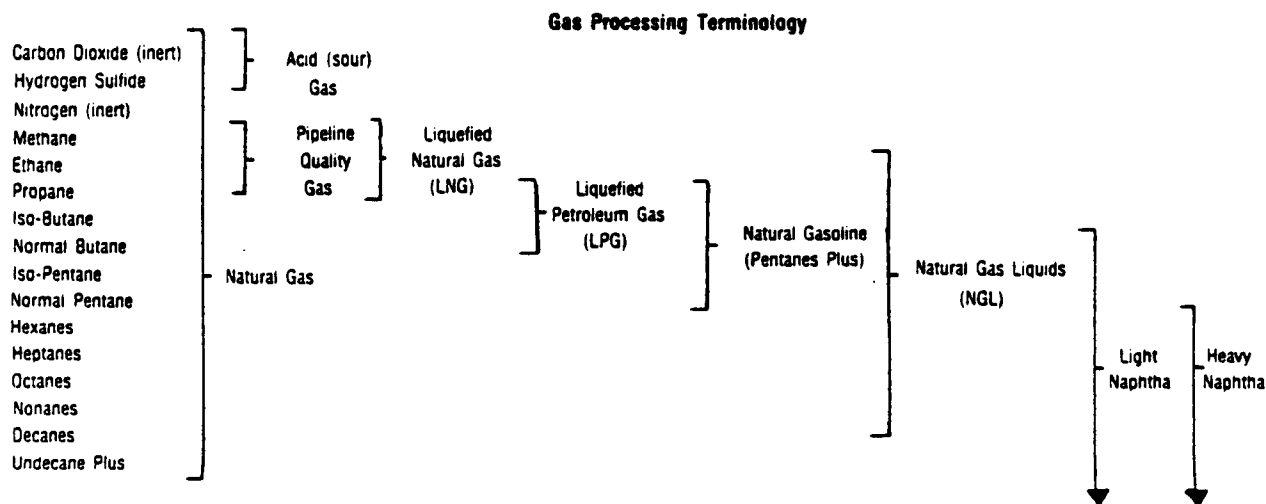 Gas Processing Terminology
Carbon Dioxide (inert)
Hydrogen Sulfide
Nitrogen (inert)
Methane
Ethane
Propane
Iso-Butane
Normal Butane
Iso-Pentane
Normal Pentane
Hexanes
Heptanes
Octanes
Nonanes
Decanes
Undecane Plus
Natural Gas
Acid (sour)
Gas
Pipeline
Quality
Gas
Liquefied
Natural Gas
(LNG)
Liquefied
Petroleum Gas
(LPG)
Natural Gasoline
(Pentanes Plus)
Natural Gas Liquids
(NGL)
Light
Naphtha
Heavy
Naphtha